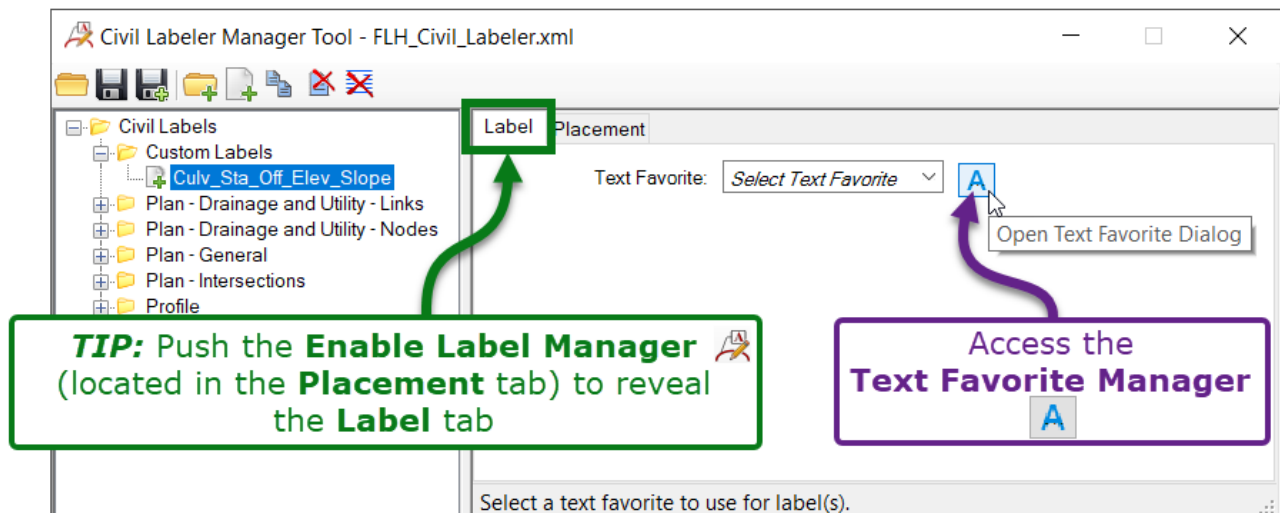 Civil Labeler Manager Tool - FLH_Civil_Labeler.xml
Civil Labels
Custom Labels
Culv_Sta_Off_Elev_Slope
Plan - Drainage and Utility - Links
Plan - Drainage and Utility - Nodes
Plan - General
Plan - Intersections
Profile
Label
Placement
Text Favorite: Select Text Favorite A
Open Text Favorite Dialog
TIP: Push the Enable Label Manager
(located in the Placement tab) to reveal
the Label tab
Access the
Text Favorite Manager
A
Select a text favorite to use for label(s).